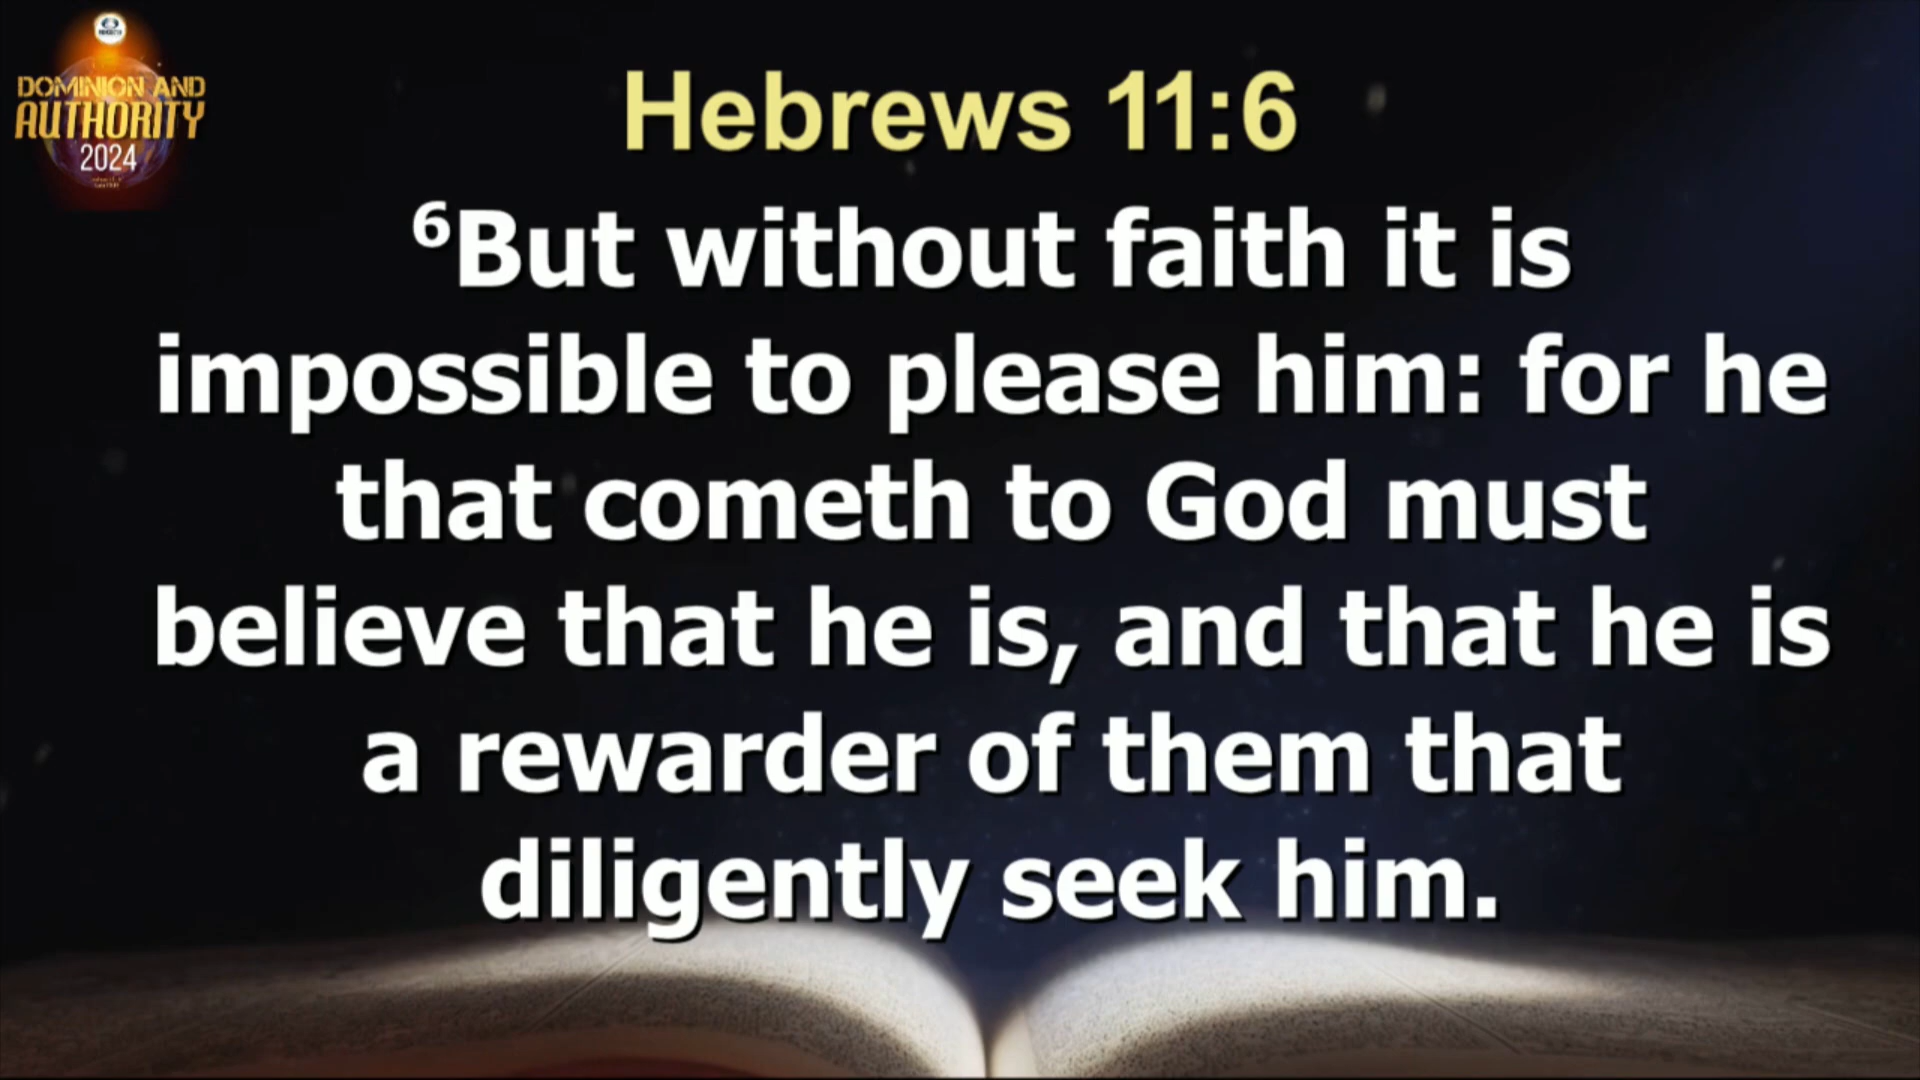 DOMINION AND
AUTHORITY
2024
Hebrews 11:6
⁶But without faith it is
impossible to please him: for he
that cometh to God must
believe that he is, and that he is
a rewarder of them that
diligently seek him.